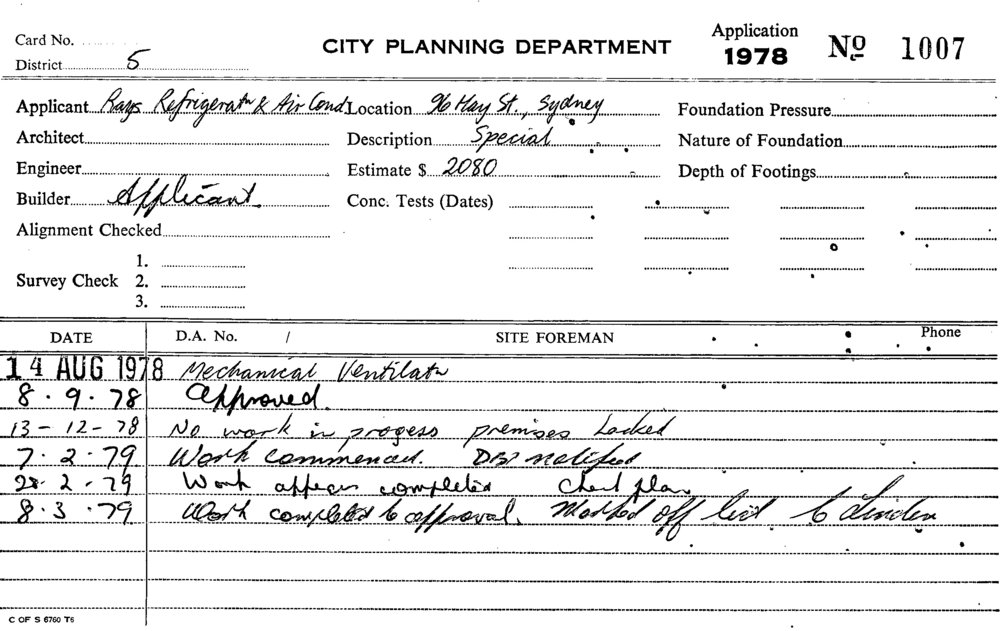 Card No.
District 5
CITY PLANNING DEPARTMENT
Application
1978
No 1007
Applicant Rays Refrigeratn & Air Cond. Location 96 Hay St., Sydney Foundation Pressure
Architect Description Special Nature of Foundation
Engineer Estimate $ 2080 Depth of Footings
Builder Applicant Conc. Tests (Dates)
Alignment Checked
1.
Survey Check 2.
3.
DATE D.A. No. / SITE FOREMAN Phone
14 AUG 1978 Mechanical Ventilatn
8.9.78 Approved.
13-12-78 No work in progess premises Locked
7.2.79 Work commenced. notified
28.2.79 Work appears completed plan
8.3.79 Work completed to approval. Marked off
C OF S 6760 T6